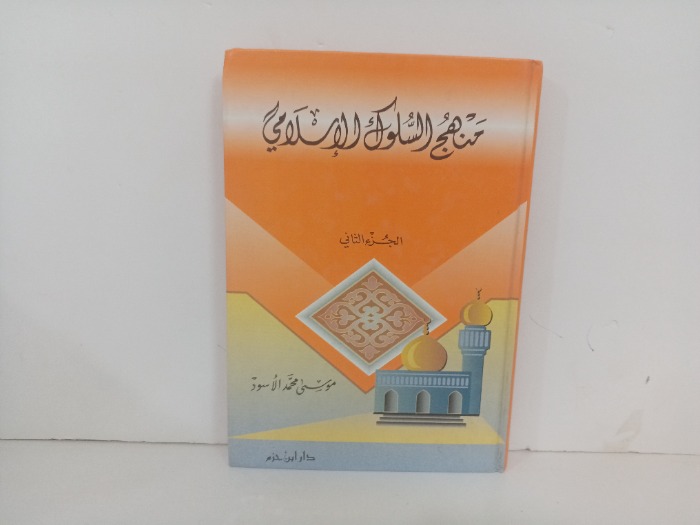 منهج السلوك الإسلامي
الجزء الثاني
موسى محمد الأسود
دار ابن حزم